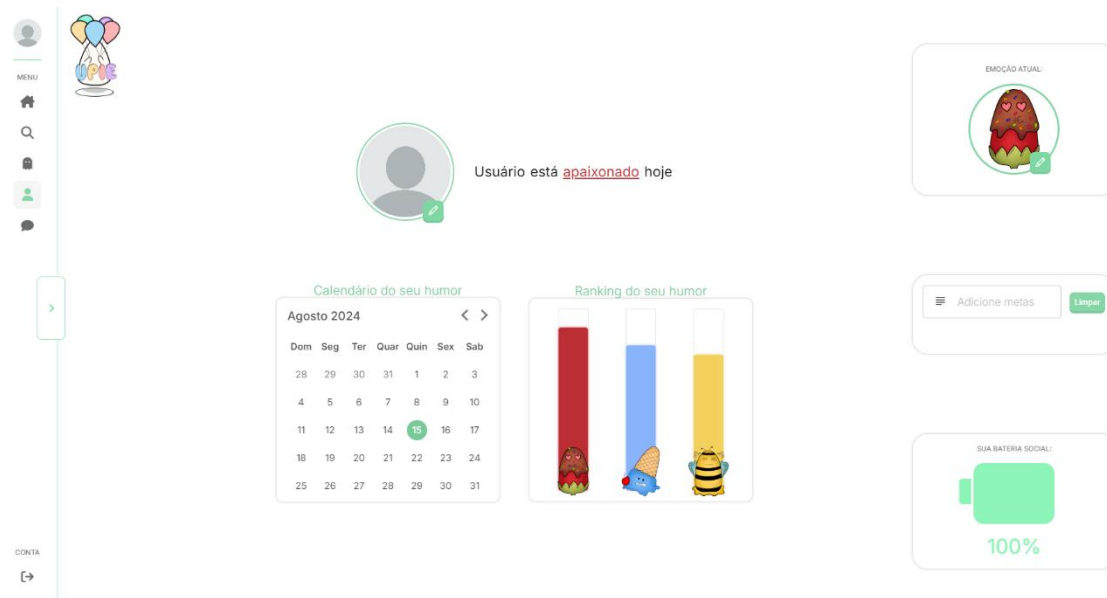 MENU
UPIE
CONTA
Usuário está apaixonado hoje
Calendário do seu humor
Agosto 2024
Dom Seg Ter Quar Quin Sex Sab
28 29 30 31 1 2 3
4 5 6 7 8 9 10
11 12 13 14 15 16 17
18 19 20 21 22 23 24
25 26 27 28 29 30 31
Ranking do seu humor
EMOÇÃO ATUAL:
Adicione metas
Limpar
SUA BATERIA SOCIAL:
100%